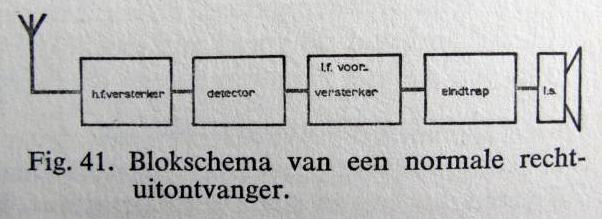 h.f.versterker
detector
l.f. voor-
versterker
eindtrap
l.s.
Fig. 41. Blokschema van een normale recht-
uitontvanger.